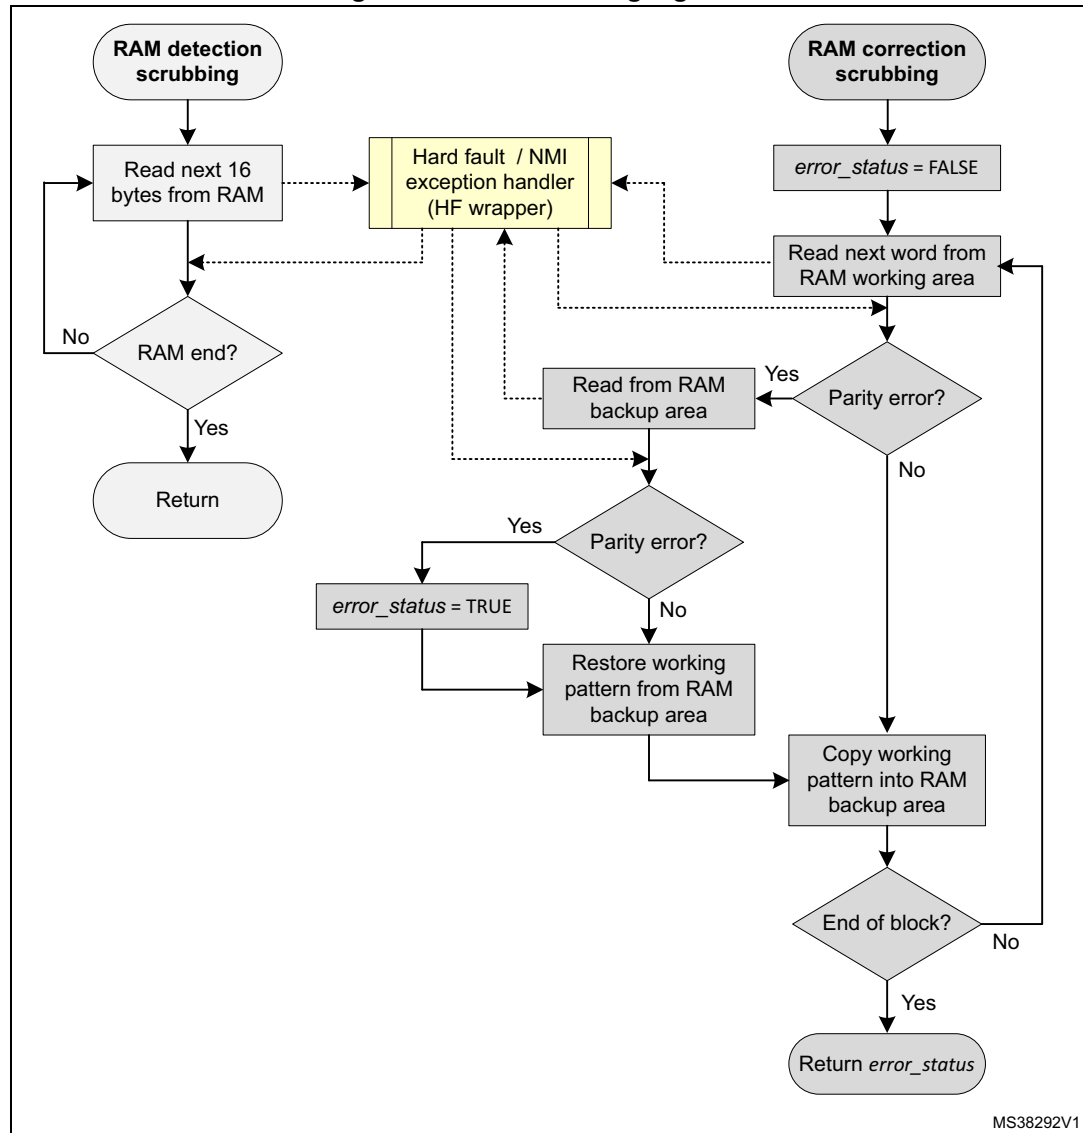 RAM detection
scrubbing
RAM correction
scrubbing
Read next 16
bytes from RAM
Hard fault / NMI
exception handler
(HF wrapper)
error_status = FALSE
Read next word from
RAM working area
No
RAM end?
Yes
Return
Read from RAM
backup area
Yes
Parity error?
No
Yes
Parity error?
error_status = TRUE
No
Restore working
pattern from RAM
backup area
Copy working
pattern into RAM
backup area
End of block?
No
Yes
Return error_status
MS38292V1